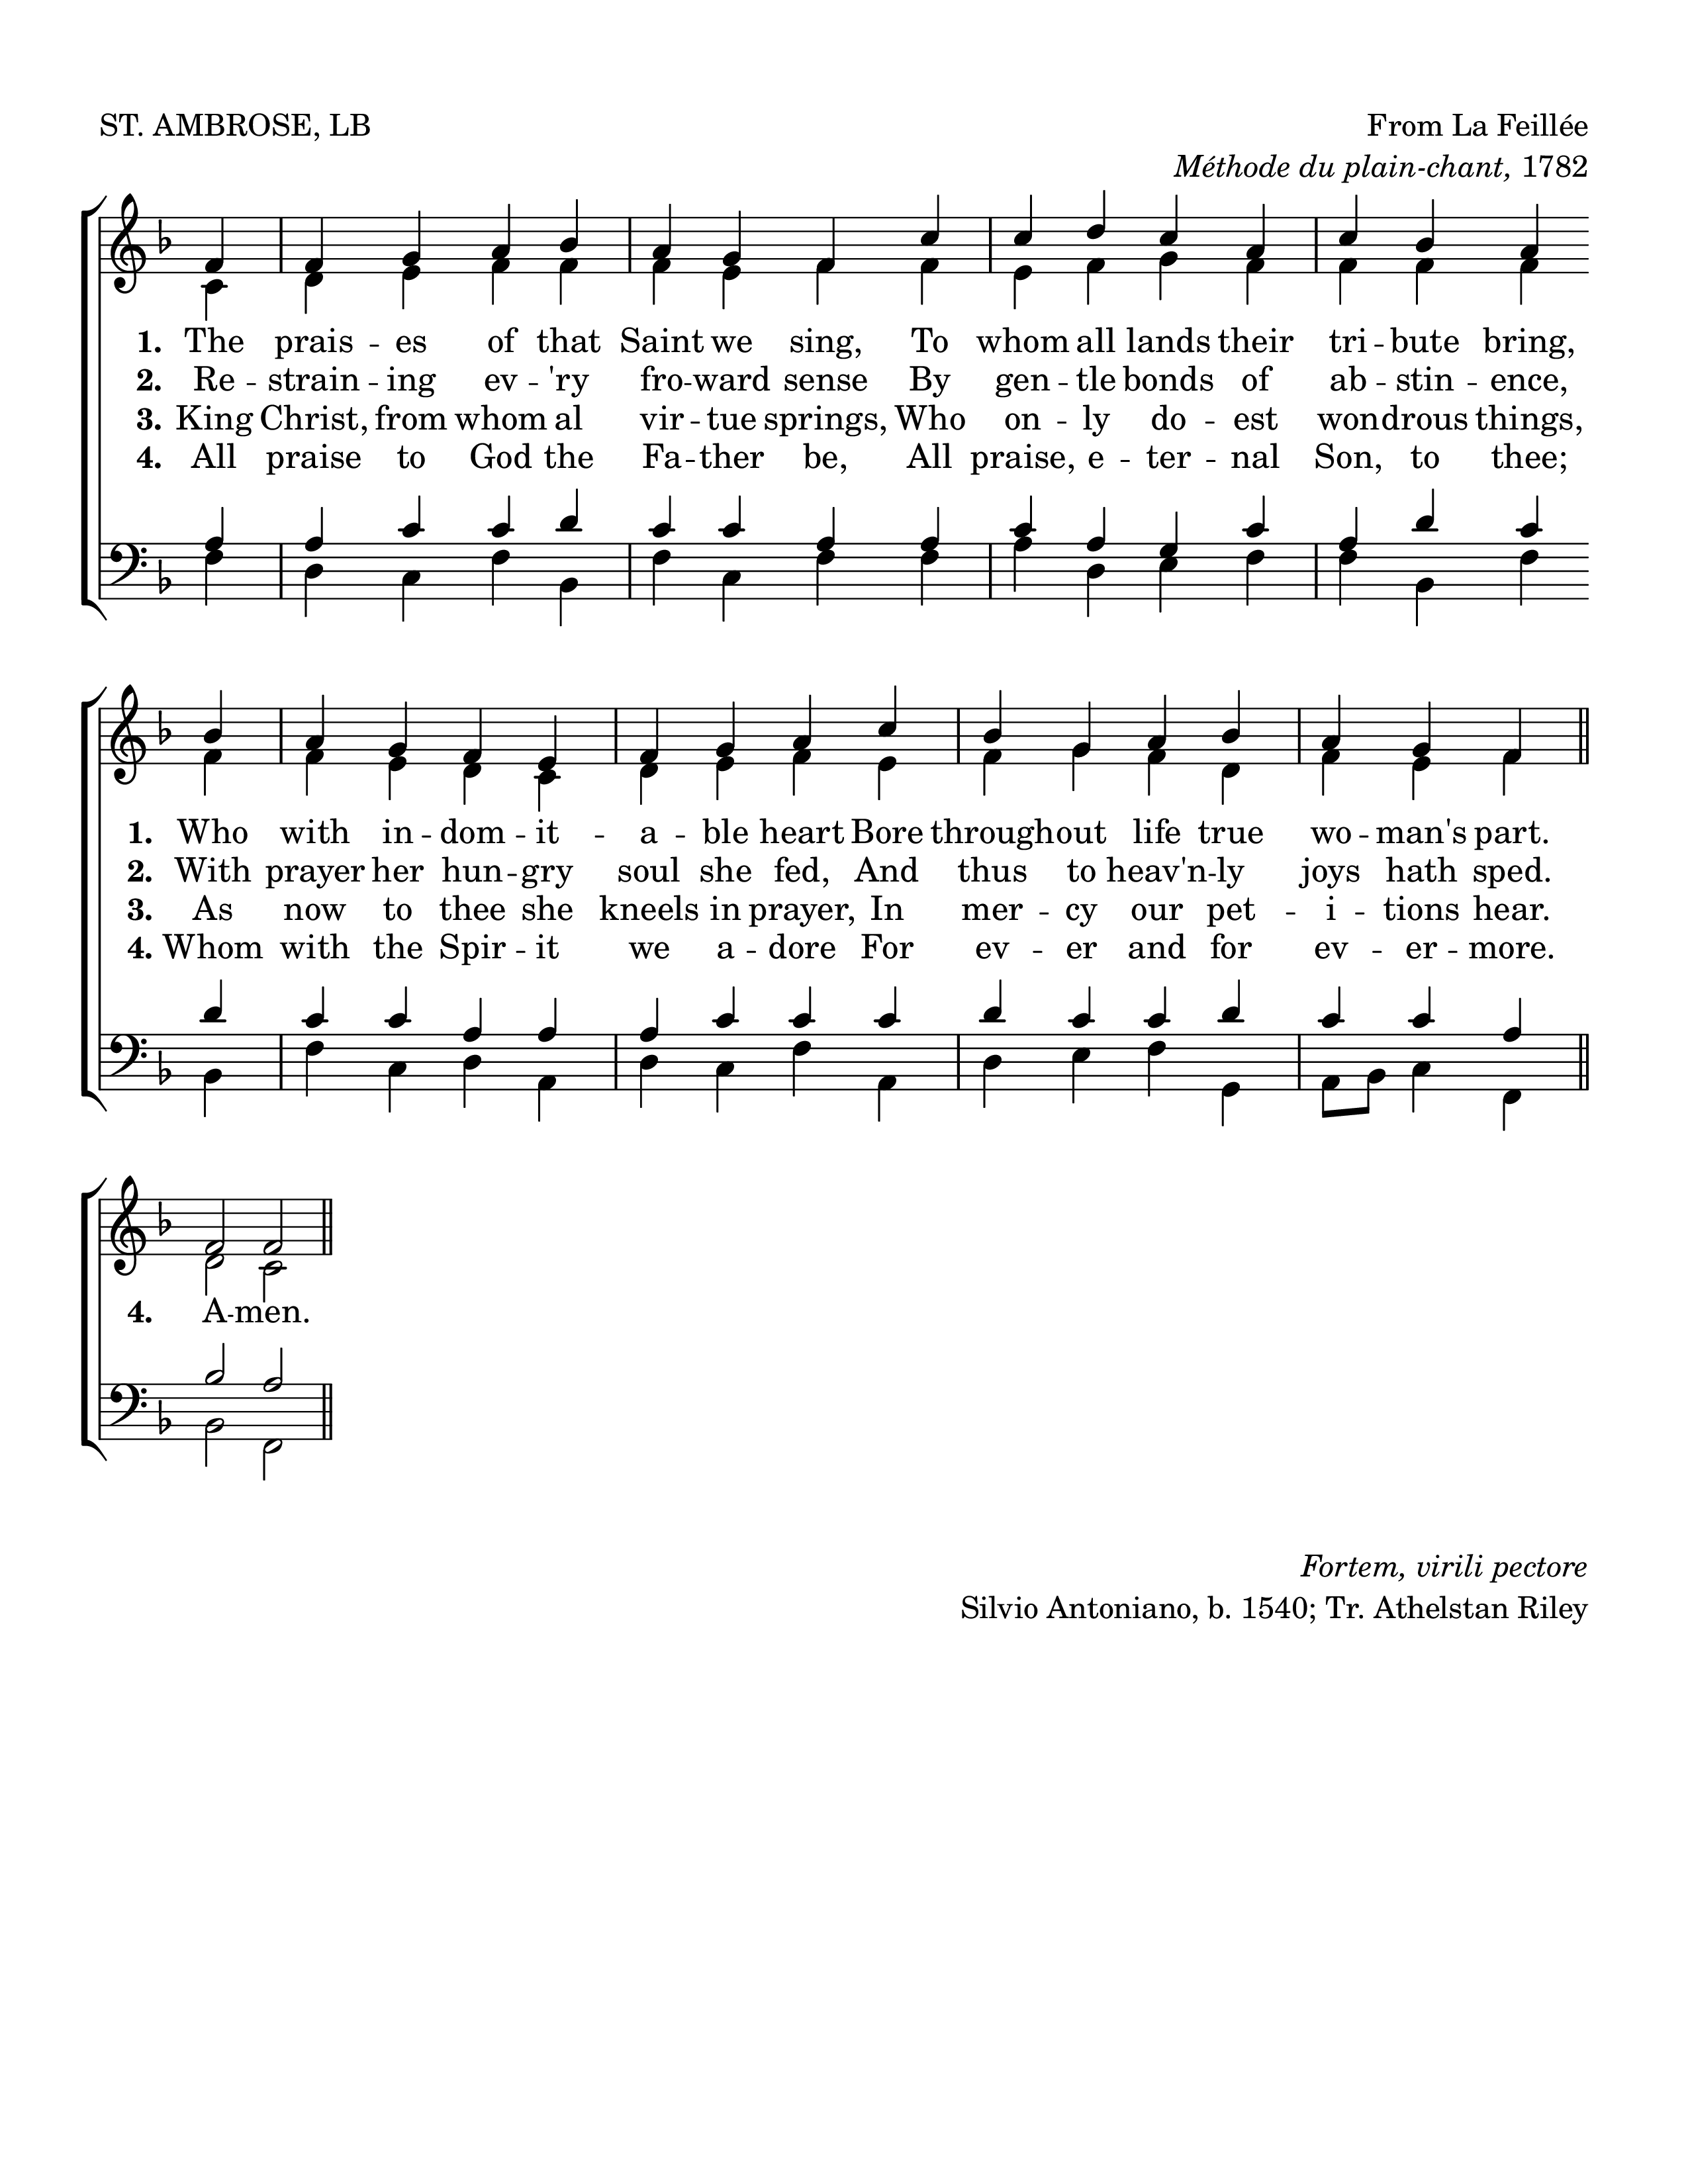 ST. AMBROSE, LB
From La Feillée
Méthode du plain-chant, 1782
1. The prais -- es of that Saint we sing, To whom all lands their tri -- bute bring,
2. Re -- strain -- ing ev -- 'ry fro -- ward sense By gen -- tle bonds of ab -- stin -- ence,
3. King Christ, from whom al vir -- tue springs, Who on -- ly do -- est wondrous things,
4. All praise to God the Fa -- ther be, All praise, e -- ter -- nal Son, to thee;
1. Who with in -- dom -- it -- a -- ble heart Bore throughout life true wo -- man's part.
2. With prayer her hun -- gry soul she fed, And thus to heav'n -- ly joys hath sped.
3. As now to thee she kneels in prayer, In mer -- cy our pet -- i -- tions hear.
4. Whom with the Spir -- it we a -- dore For ev -- er and for ev -- er -- more.
4. A -- men.
Fortem, virili pectore
Silvio Antoniano, b. 1540; Tr. Athelstan Riley